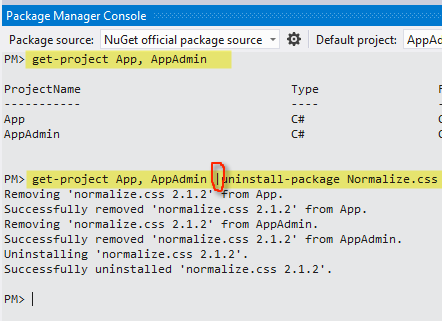 Package Manager Console
Package source: NuGet official package source Default project:
PM> get-project App, AppAdmin
ProjectName Type
----------- ----
App C#
AppAdmin C#
PM> get-project App, AppAdmin |uninstall-package Normalize.css
Removing 'normalize.css 2.1.2' from App.
Successfully removed 'normalize.css 2.1.2' from App.
Removing 'normalize.css 2.1.2' from AppAdmin.
Successfully removed 'normalize.css 2.1.2' from AppAdmin.
Uninstalling 'normalize.css 2.1.2'.
Successfully uninstalled 'normalize.css 2.1.2'.
PM>